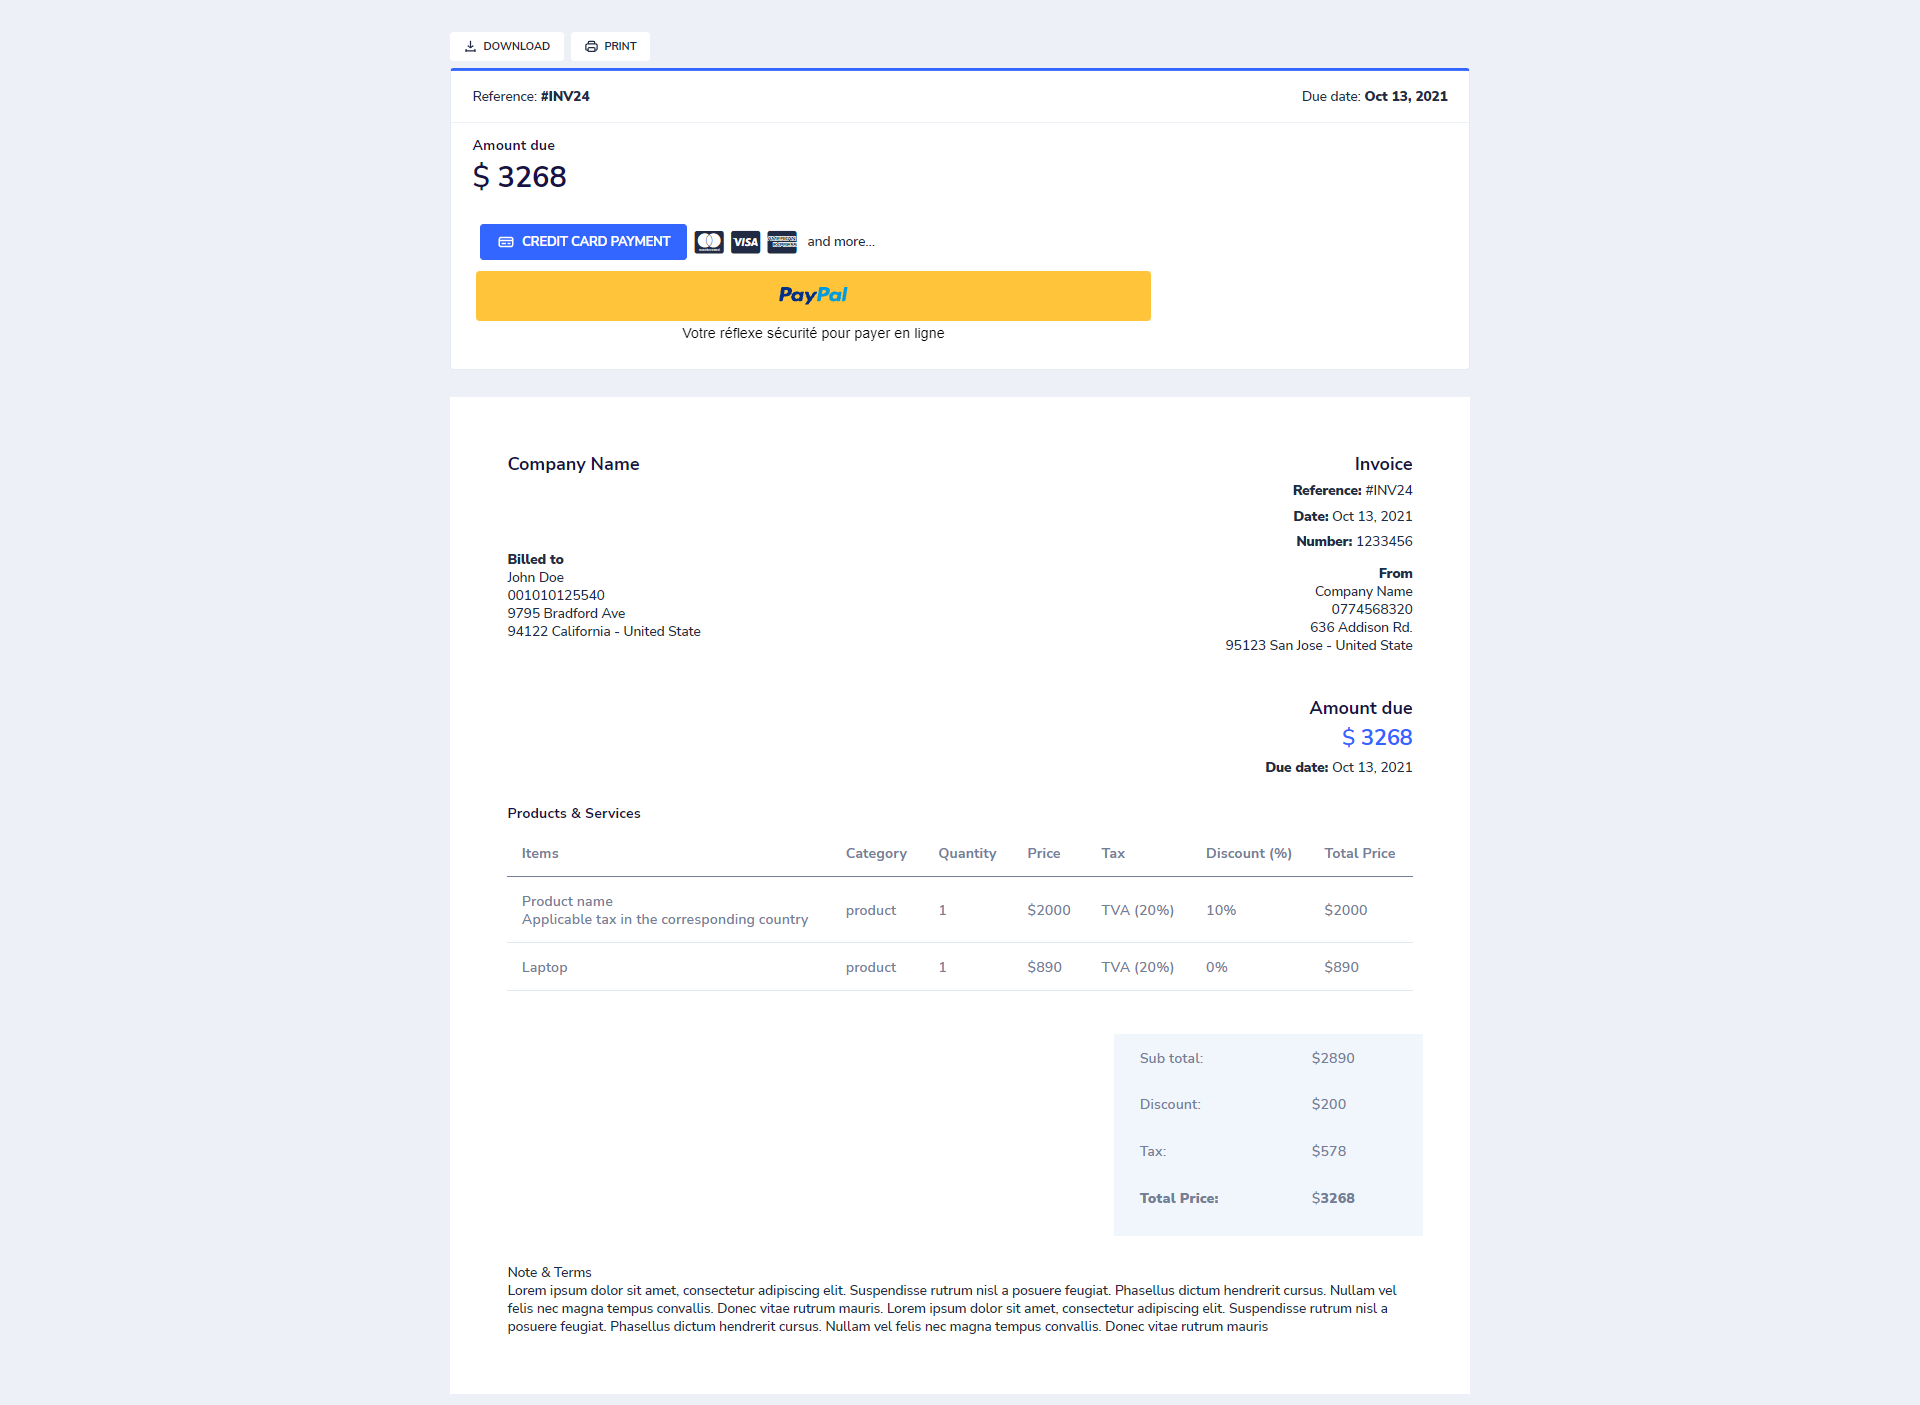 DOWNLOAD PRINT
Reference: #INV24 Due date: Oct 13, 2021
Amount due
$ 3268
CREDIT CARD PAYMENT VISA and more...
PayPal
Votre réflexe sécurité pour payer en ligne
Company Name Invoice
Reference: #INV24
Date: Oct 13, 2021
Number: 1233456
Billed to
John Doe
001010125540
9795 Bradford Ave
94122 California - United State
From
Company Name
0774568320
636 Addison Rd.
95123 San Jose - United State
Amount due
$ 3268
Due date: Oct 13, 2021
Products & Services
Items Category Quantity Price Tax Discount (%) Total Price
Product name
Applicable tax in the corresponding country product 1 $2000 TVA (20%) 10% $2000
Laptop product 1 $890 TVA (20%) 0% $890
Sub total: $2890
Discount: $200
Tax: $578
Total Price: $3268
Note & Terms
Lorem ipsum dolor sit amet, consectetur adipiscing elit. Suspendisse rutrum nisl a posuere feugiat. Phasellus dictum hendrerit cursus. Nullam vel
felis nec magna tempus convallis. Donec vitae rutrum mauris. Lorem ipsum dolor sit amet, consectetur adipiscing elit. Suspendisse rutrum nisl a
posuere feugiat. Phasellus dictum hendrerit cursus. Nullam vel felis nec magna tempus convallis. Donec vitae rutrum mauris